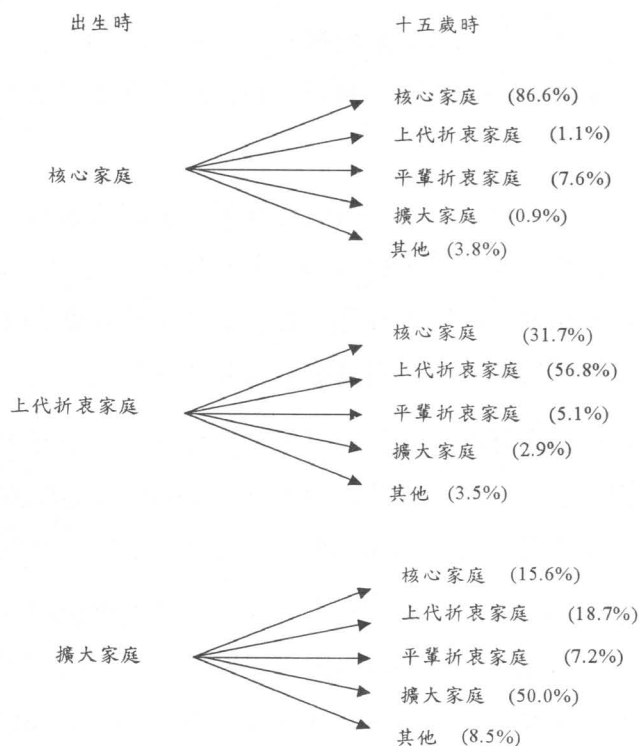 出生時 十五歲時
核心家庭 (86.6%)
上代折衷家庭 (1.1%)
核心家庭
平輩折衷家庭 (7.6%)
擴大家庭 (0.9%)
其他 (3.8%)
核心家庭 (31.7%)
上代折衷家庭 (56.8%)
上代折衷家庭
平輩折衷家庭 (5.1%)
擴大家庭 (2.9%)
其他 (3.5%)
核心家庭 (15.6%)
上代折衷家庭 (18.7%)
擴大家庭
平輩折衷家庭 (7.2%)
擴大家庭 (50.0%)
其他 (8.5%)